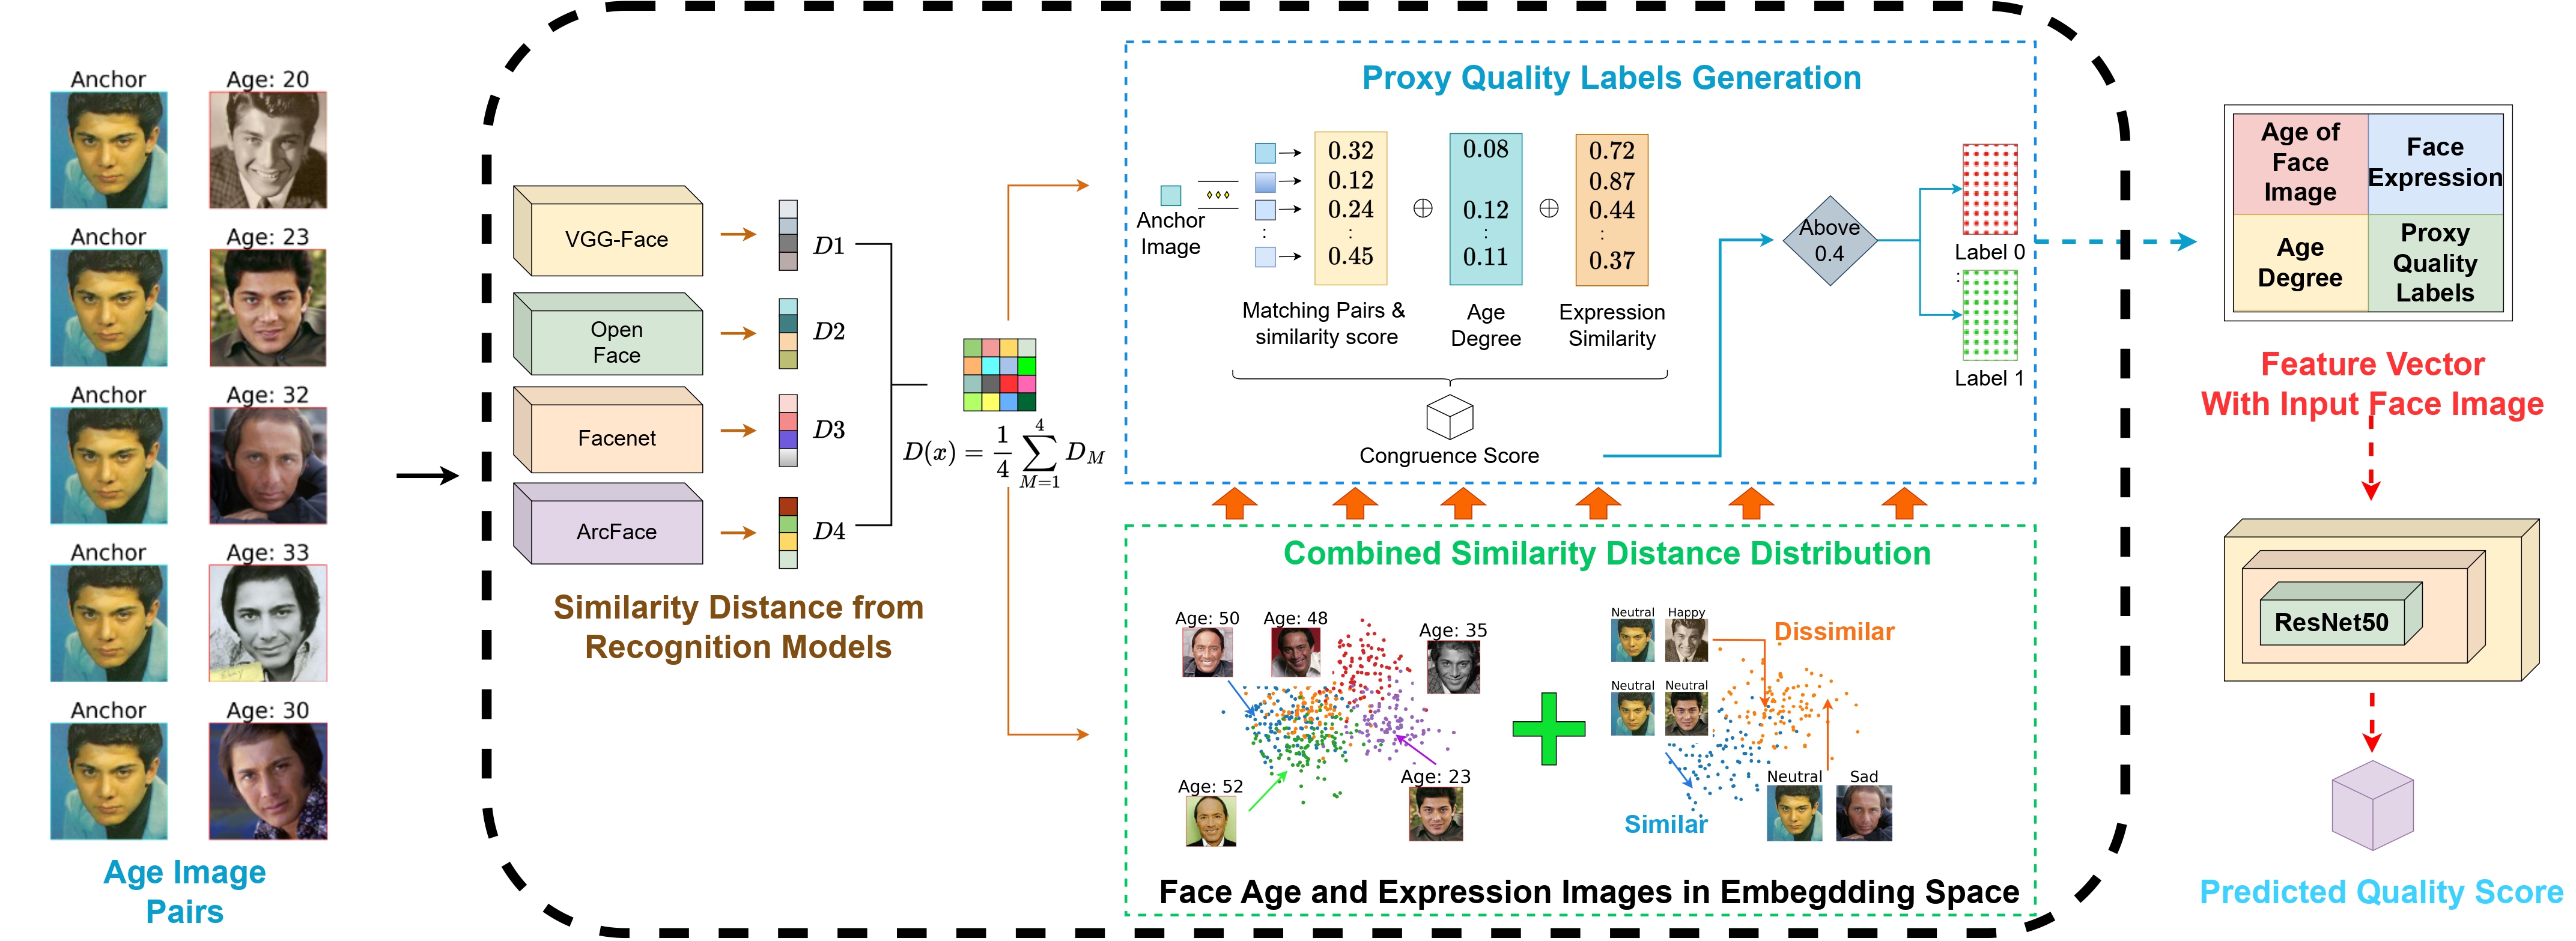 Anchor
Age: 20
Anchor
Age: 23
Anchor
Age: 32
Anchor
Age: 33
Anchor
Age: 30
Age Image
Pairs
VGG-Face
D1
Open
Face
D2
Facenet
D3
ArcFace
D4
Similarity Distance from
Recognition Models
D(x) = 1/4 ∑_{M=1}^{4} D_M
Proxy Quality Labels Generation
Anchor
Image
0.32
0.12
0.24
:
0.45
⊕
0.08
0.12
:
0.11
⊕
0.72
0.87
0.44
:
0.37
Matching Pairs &
similarity score
Age
Degree
Expression
Similarity
Congruence Score
Above
0.4
Label 0
:
Label 1
Combined Similarity Distance Distribution
Age: 50
Age: 48
Age: 35
Age: 52
Age: 23
Neutral
Happy
Dissimilar
Neutral
Neutral
Similar
Neutral
Sad
Face Age and Expression Images in Embegdding Space
Age of
Face
Image
Face
Expression
Age
Degree
Proxy
Quality
Labels
Feature Vector
With Input Face Image
ResNet50
Predicted Quality Score